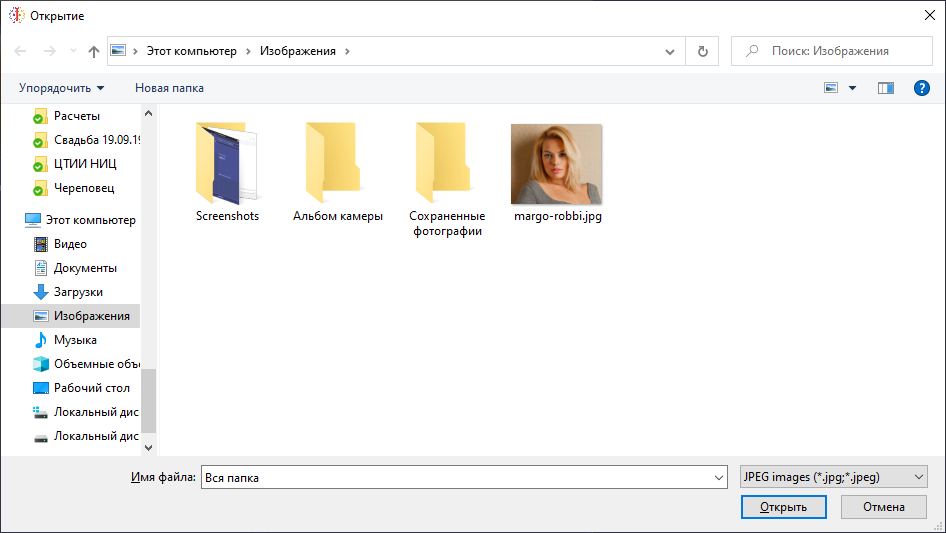 Открытие
Этот компьютер
Изображения
Поиск: Изображения
Упорядочить
Новая папка
Расчеты
Свадьба 19.09.19
ЦТИИ НИЦ
Череповец
Этот компьютер
Видео
Документы
Загрузки
Изображения
Музыка
Объемные объ
Рабочий стол
Локальный дис
Локальный дис
Screenshots
Альбом камеры
Сохраненные
фотографии
margo-robbi.jpg
Имя файла:
Вся папка
JPEG images (*.jpg;*.jpeg)
Открыть
Отмена